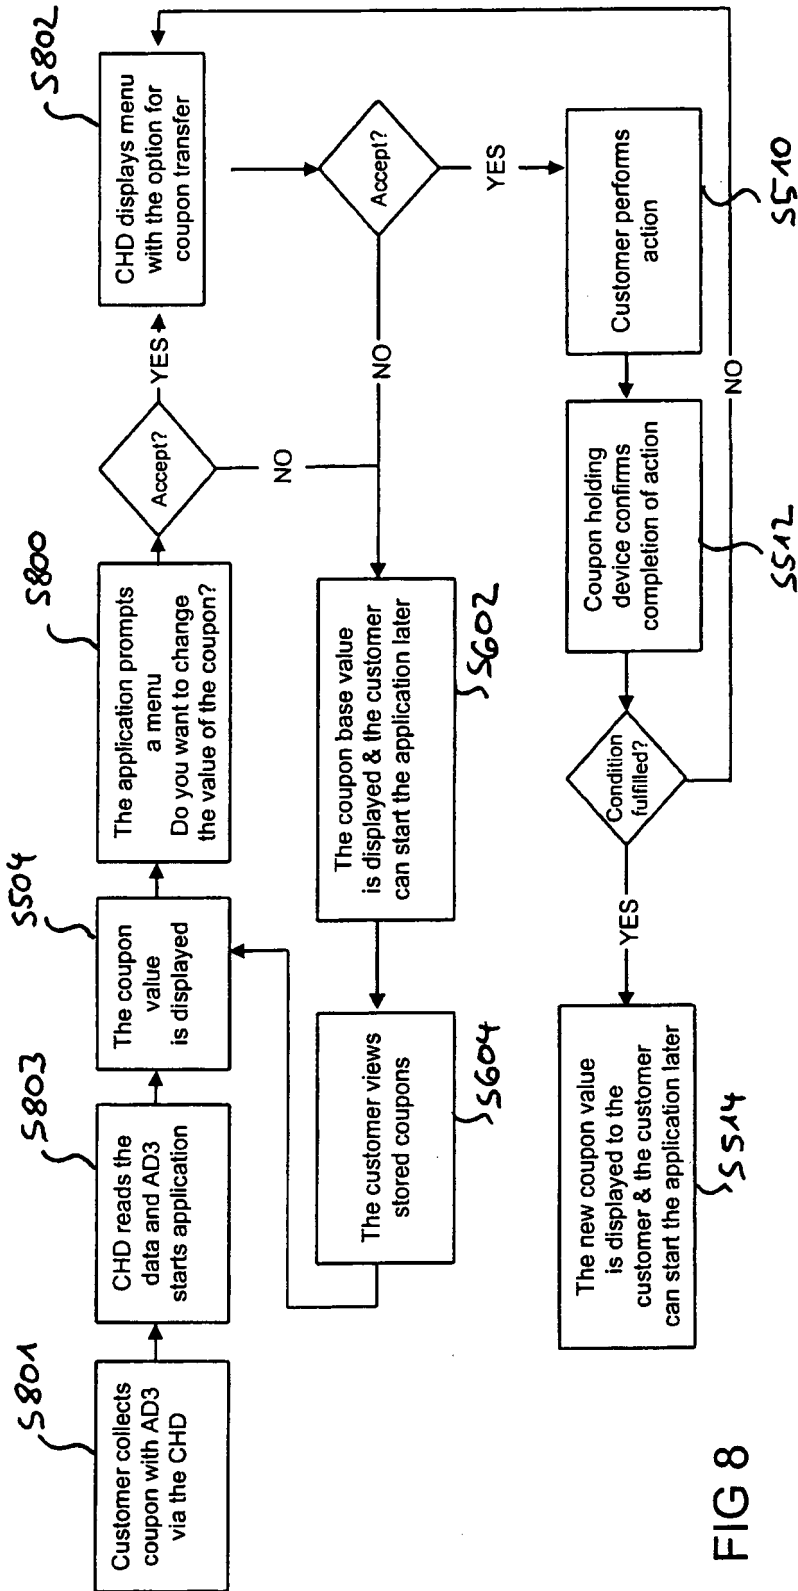 S801
Customer collects
coupon with AD3
via the CHD
S803
CHD reads the
data and AD3
starts application
S504
The coupon
value
is displayed
S800
The application prompts
a menu
Do you want to change
the value of the coupon?
Accept?
YES
NO
S802
CHD displays menu
with the option for
coupon transfer
Accept?
NO
YES
The coupon base value
is displayed & the customer
can start the application later
S602
The customer views
stored coupons
S604
Customer performs
action
S510
Coupon holding
device confirms
completion of action
S512
Condition
fulfilled?
NO
YES
The new coupon value
is displayed to the
customer & the customer
can start the application later
S514
FIG 8